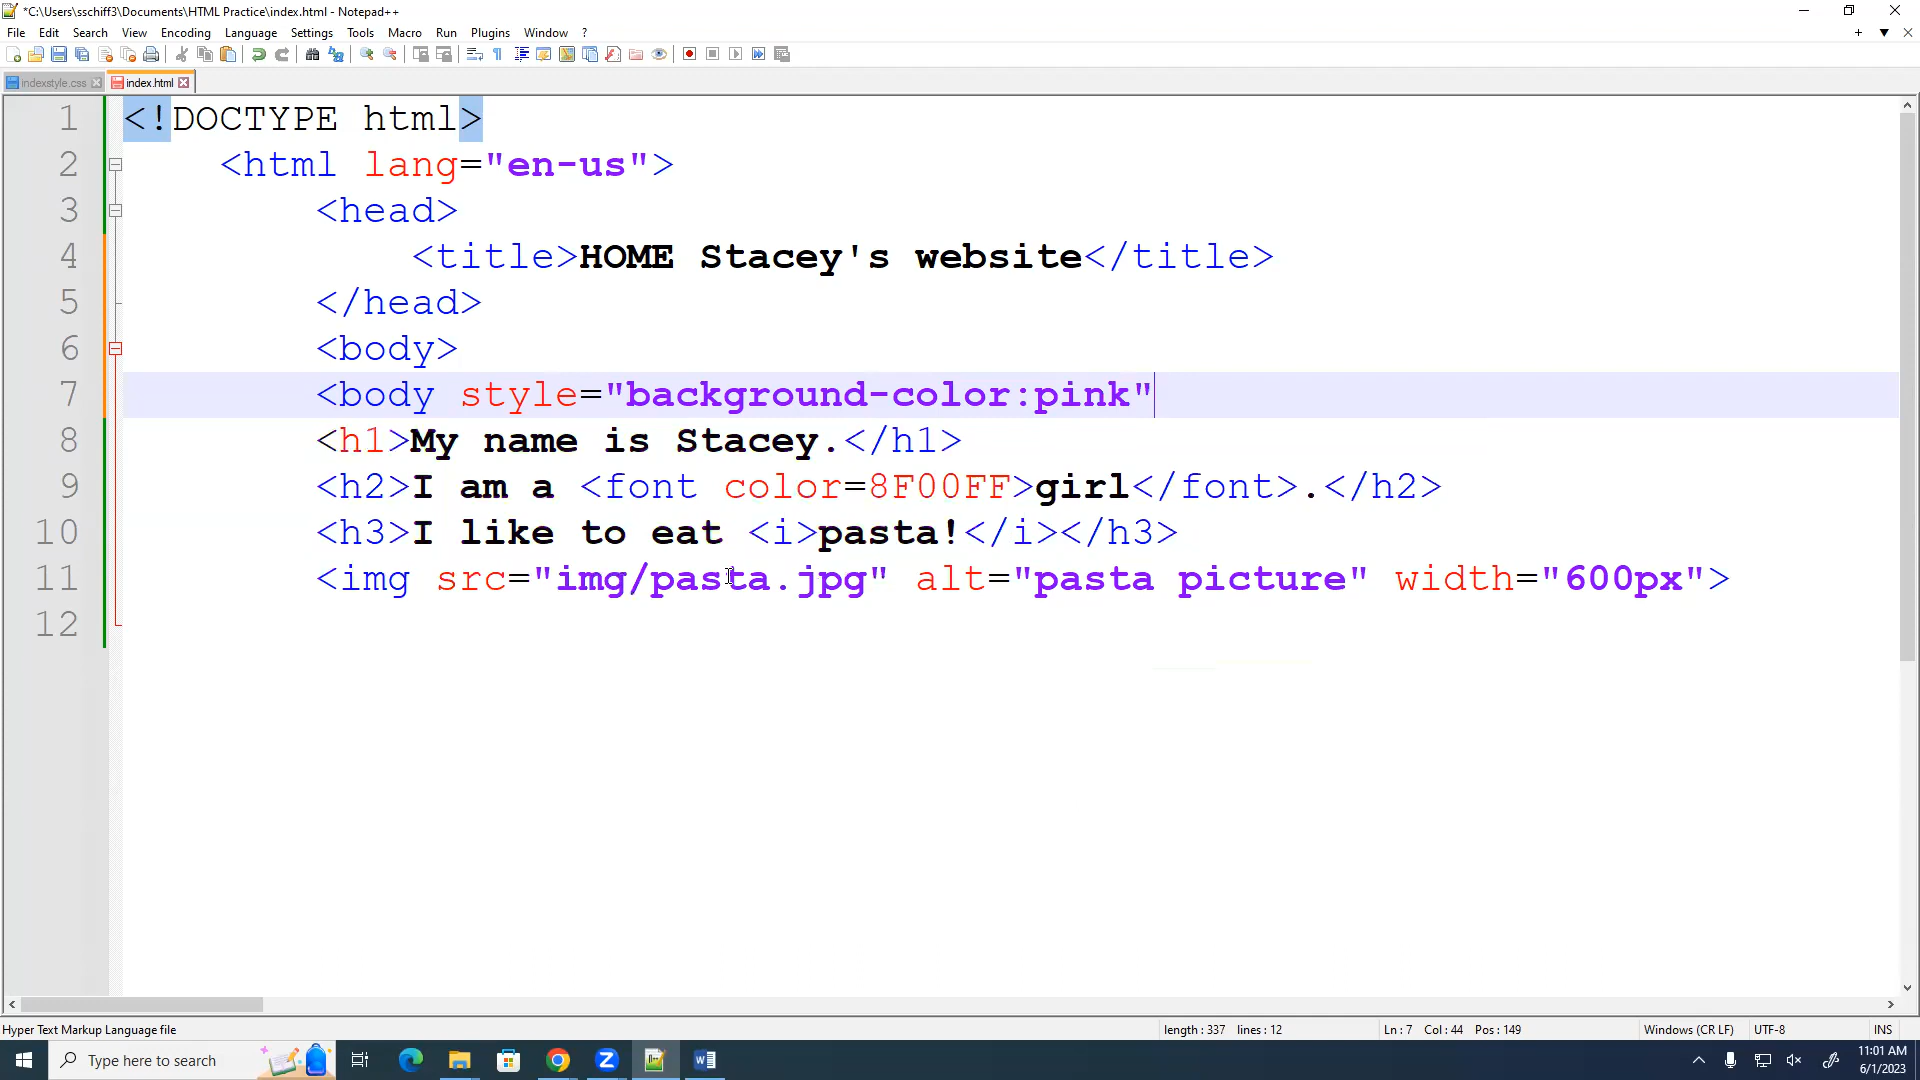 *C:\Users\sschiff3\Documents\HTML Practice\index.html - Notepad++
File Edit Search View Encoding Language Settings Tools Macro Run Plugins Window ?
indexstyle.css index.html
1 <!DOCTYPE html>
2 <html lang="en-us">
3 <head>
4 <title>HOME Stacey's website</title>
5 </head>
6 <body>
7 <body style="background-color:pink"
8 <h1>My name is Stacey.</h1>
9 <h2>I am a <font color=8F00FF>girl</font>.</h2>
10 <h3>I like to eat <i>pasta!</i></h3>
11 <img src="img/pasta.jpg" alt="pasta picture" width="600px">
12
Hyper Text Markup Language file length : 337 lines : 12 Ln : 7 Col : 44 Pos : 149 Windows (CR LF) UTF-8 INS
Type here to search
11:01 AM
6/1/2023